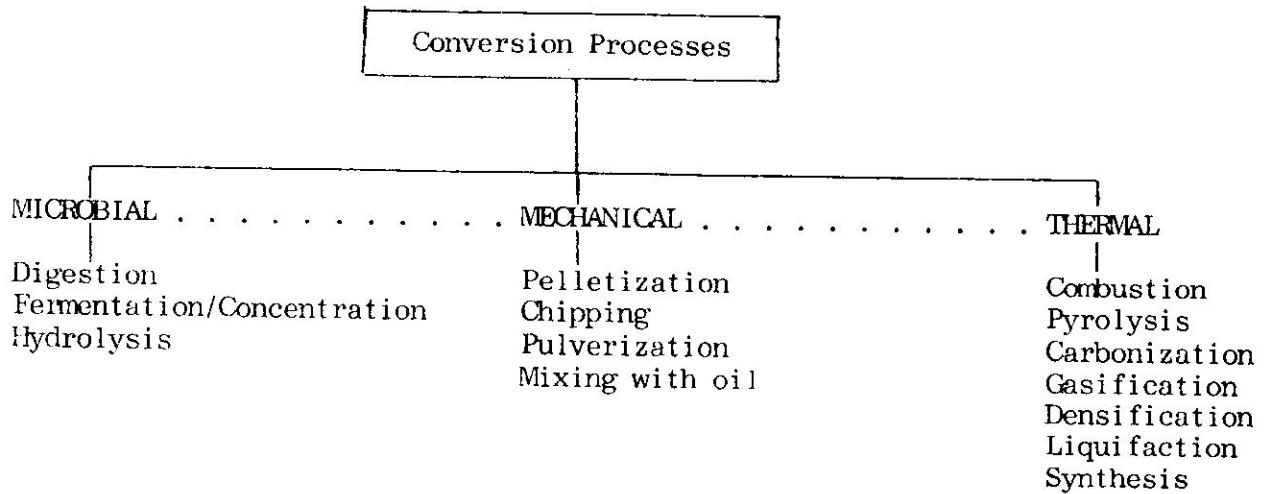 Conversion Processes
MICROBIAL . . . . . . . . . . . MECHANICAL . . . . . . . . . . . . THERMAL
Digestion
Fermentation/Concentration
Hydrolysis
Pelletization
Chipping
Pulverization
Mixing with oil
Combustion
Pyrolysis
Carbonization
Gasification
Densification
Liquifaction
Synthesis